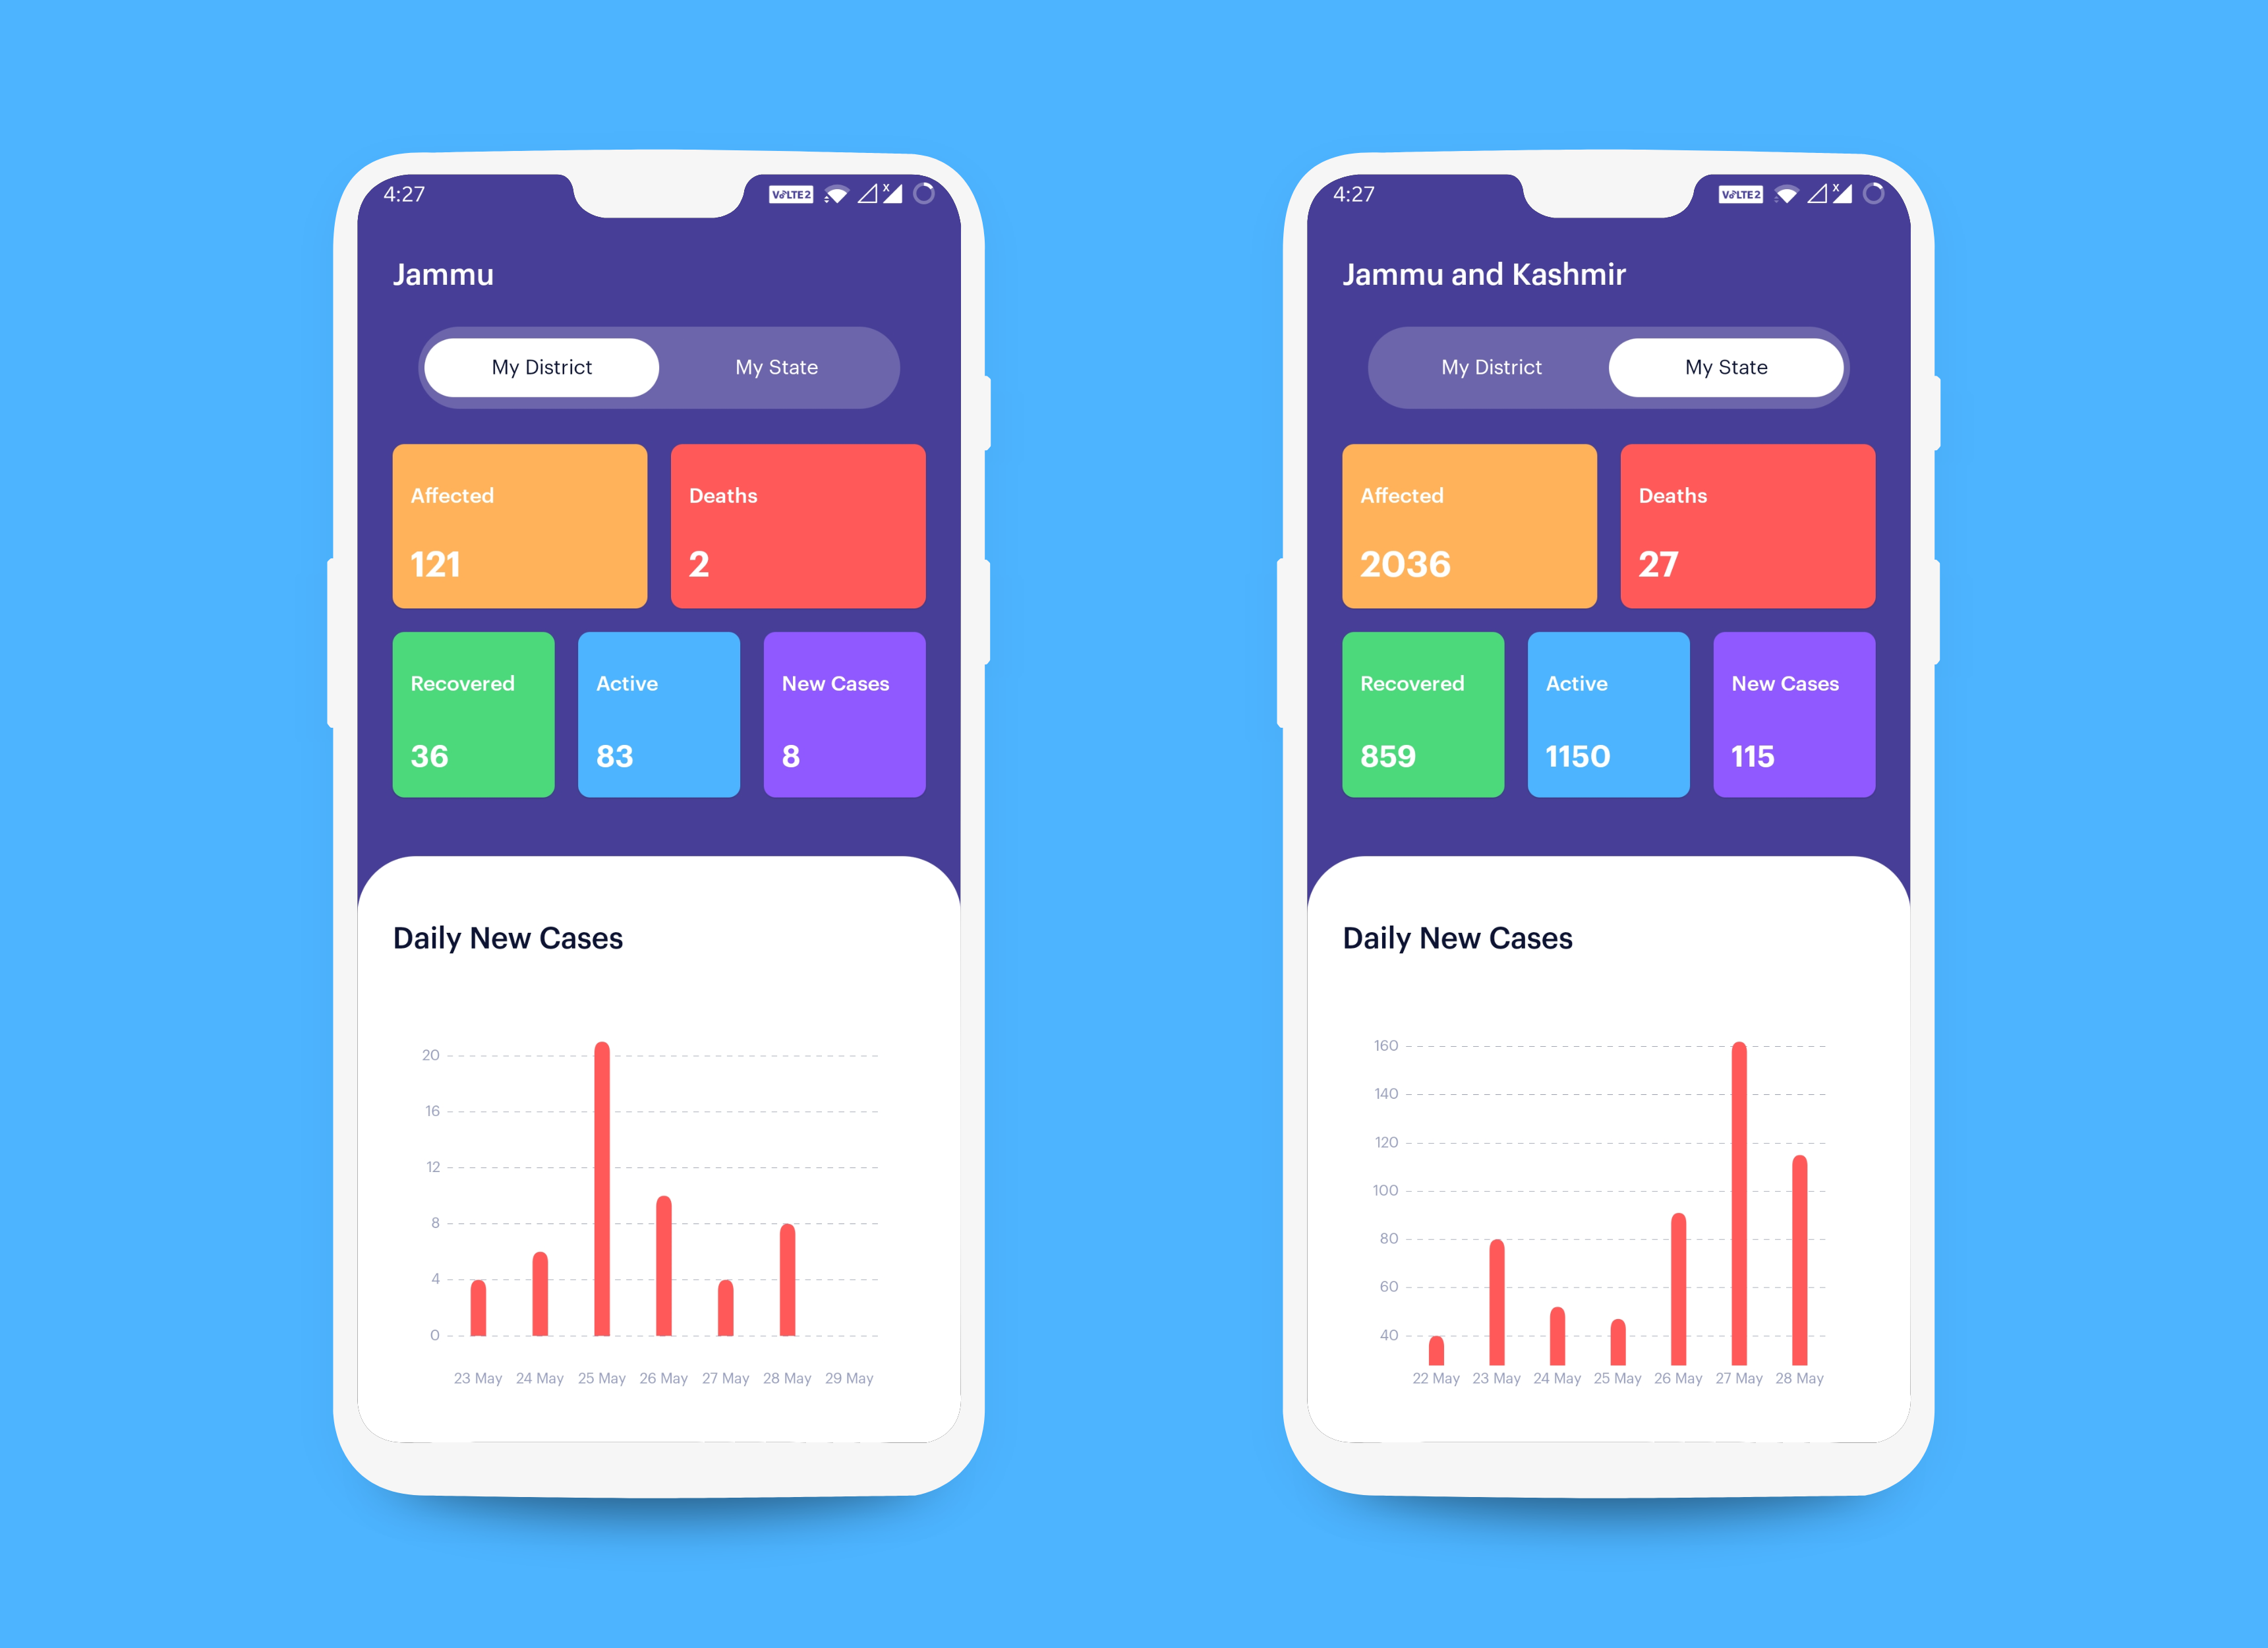 4:27
VoLTE 2
x
Jammu
My District My State
Affected Deaths
121 2
Recovered Active New Cases
36 83 8
Daily New Cases
20
16
12
8
4
0
23 May 24 May 25 May 26 May 27 May 28 May 29 May
4:27
VoLTE 2
x
Jammu and Kashmir
My District My State
Affected Deaths
2036 27
Recovered Active New Cases
859 1150 115
Daily New Cases
160
140
120
100
80
60
40
22 May 23 May 24 May 25 May 26 May 27 May 28 May